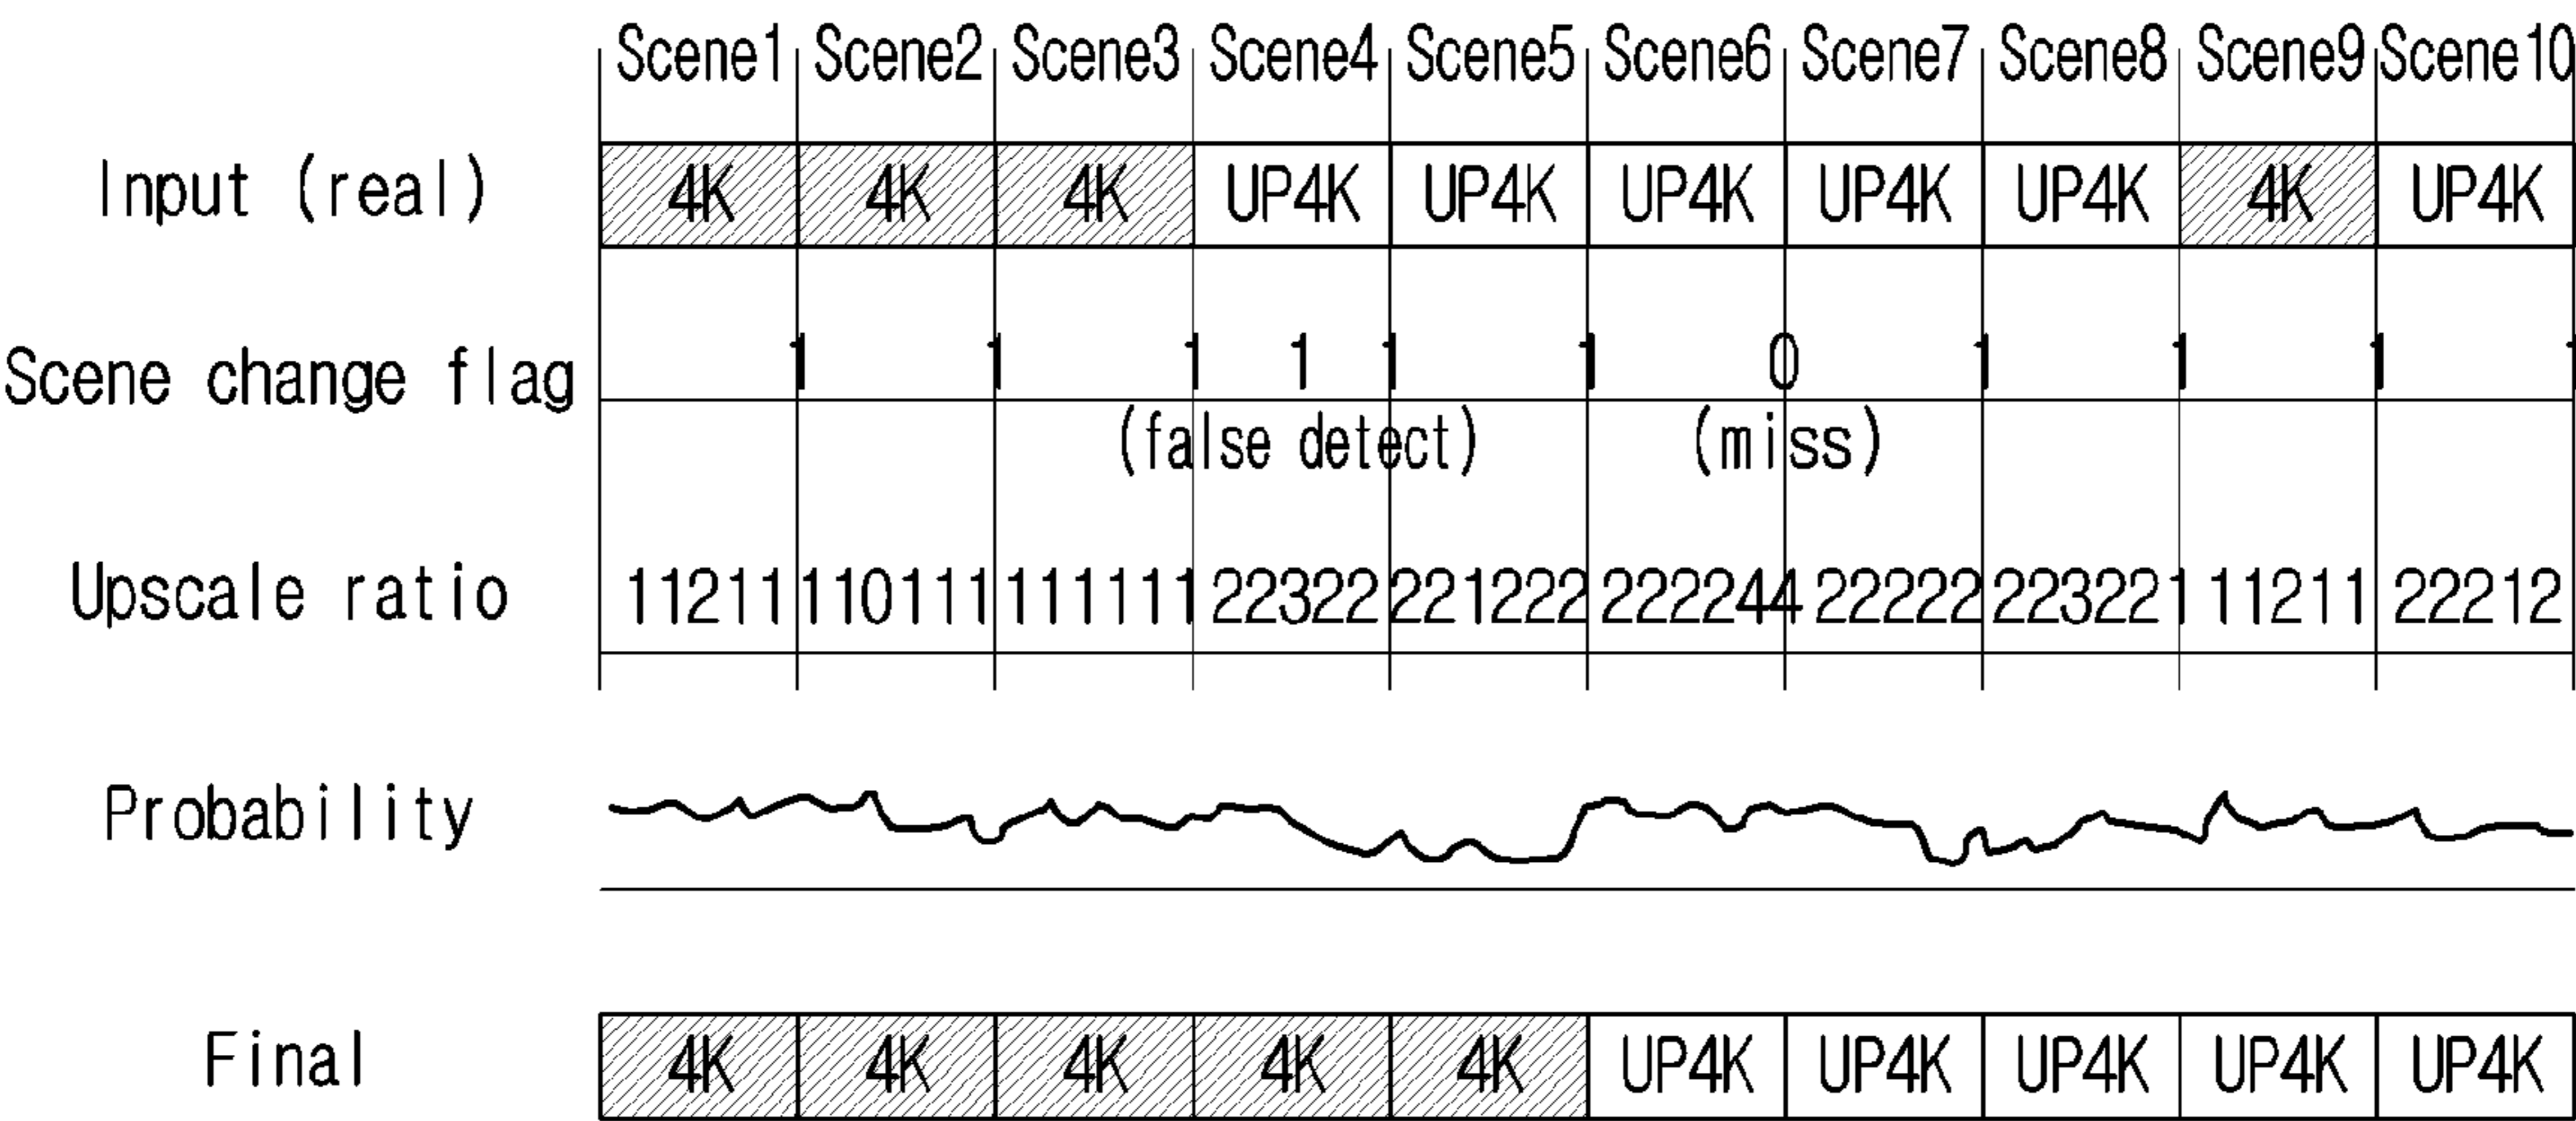 Scene1 Scene2 Scene3 Scene4 Scene5 Scene6 Scene7 Scene8 Scene9 Scene10
Input (real) 4K 4K 4K UP4K UP4K UP4K UP4K UP4K 4K UP4K
Scene change flag 1 1 1 1 1 1 0 1 1 1 1
(false detect) (miss)
Upscale ratio 11211 110111 111111 22322 221222 222244 22222 223221 11211 22212
Probability
Final 4K 4K 4K 4K 4K UP4K UP4K UP4K UP4K UP4K